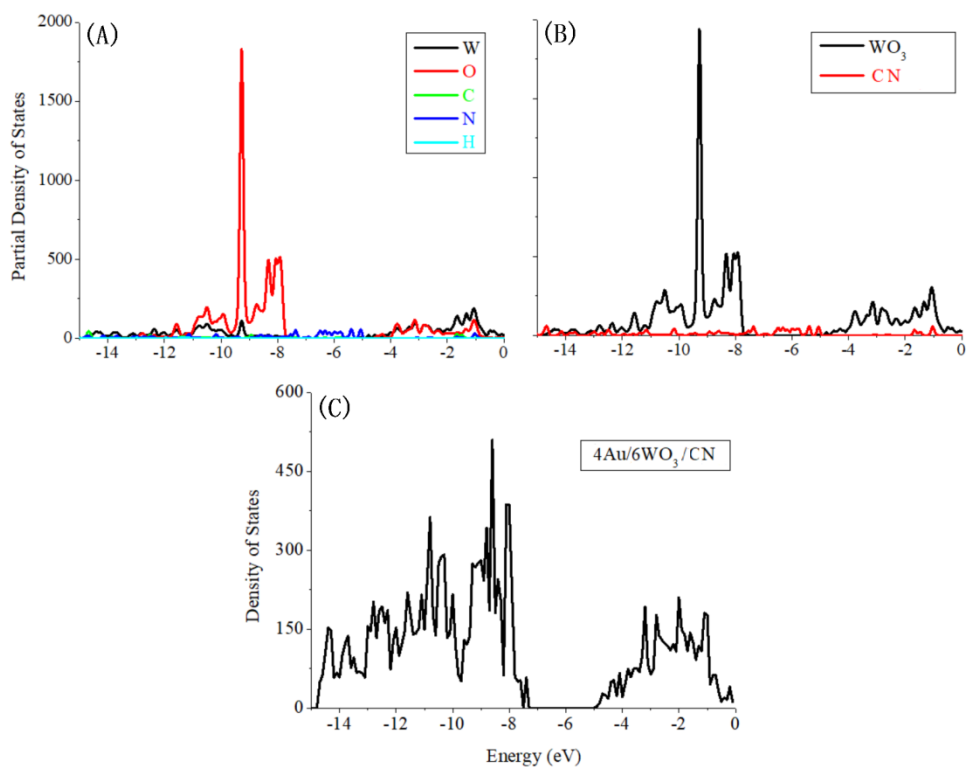 (A)
2000
1500
1000
500
0
Partial Density of States
W
O
C
N
H
-14 -12 -10 -8 -6 -4 -2 0
(B)
WO3
CN
-14 -12 -10 -8 -6 -4 -2 0
(C)
600
450
300
150
0
Density of States
4Au/6WO3/CN
-14 -12 -10 -8 -6 -4 -2 0
Energy (eV)